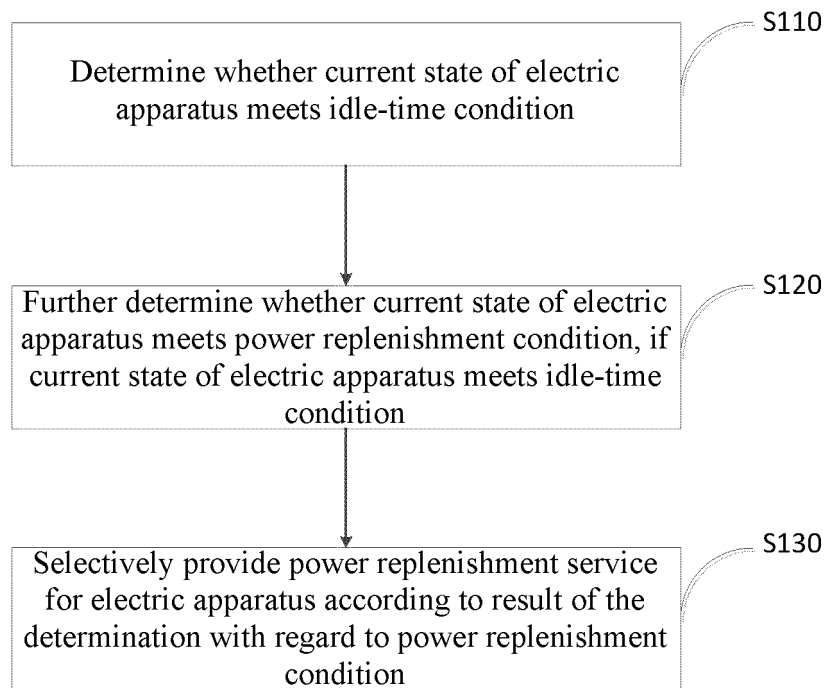 S110
Determine whether current state of electric
apparatus meets idle-time condition
S120
Further determine whether current state of electric
apparatus meets power replenishment condition, if
current state of electric apparatus meets idle-time
condition
S130
Selectively provide power replenishment service
for electric apparatus according to result of the
determination with regard to power replenishment
condition